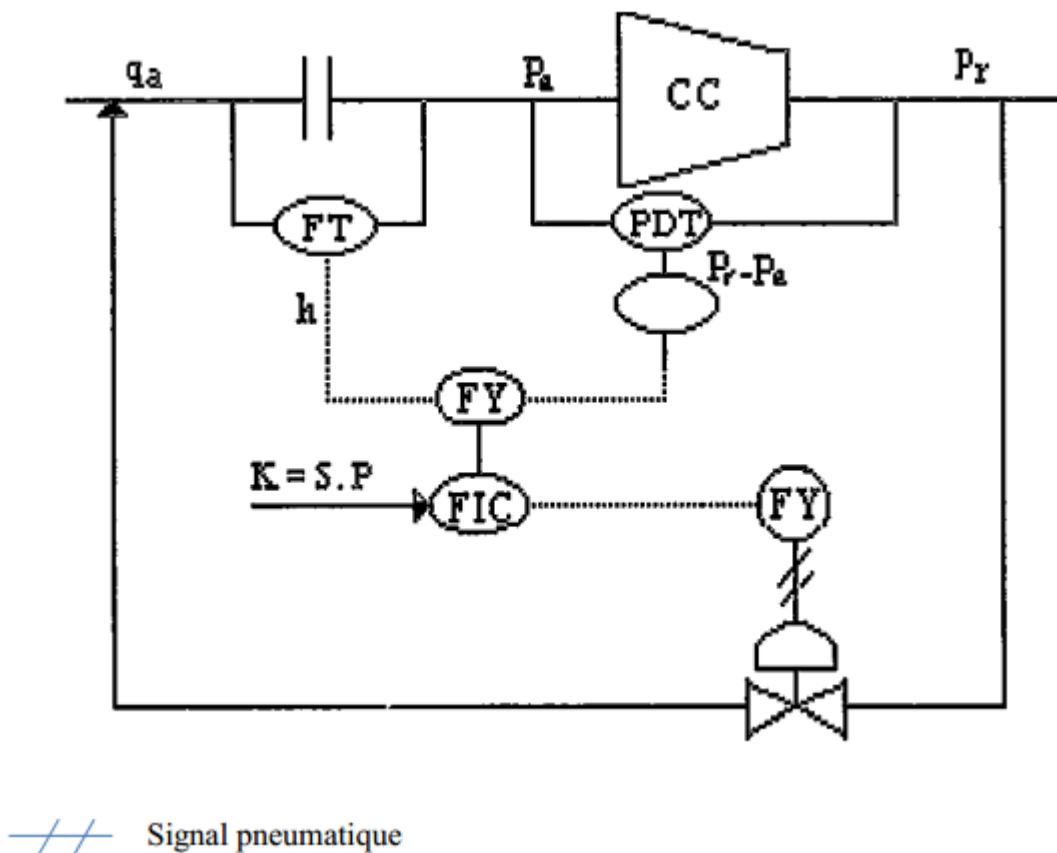 qa
Pa
CC
Pr
FT
PDT
Pr-Pa
h
FY
K = S.P
FIC
FY
Signal pneumatique